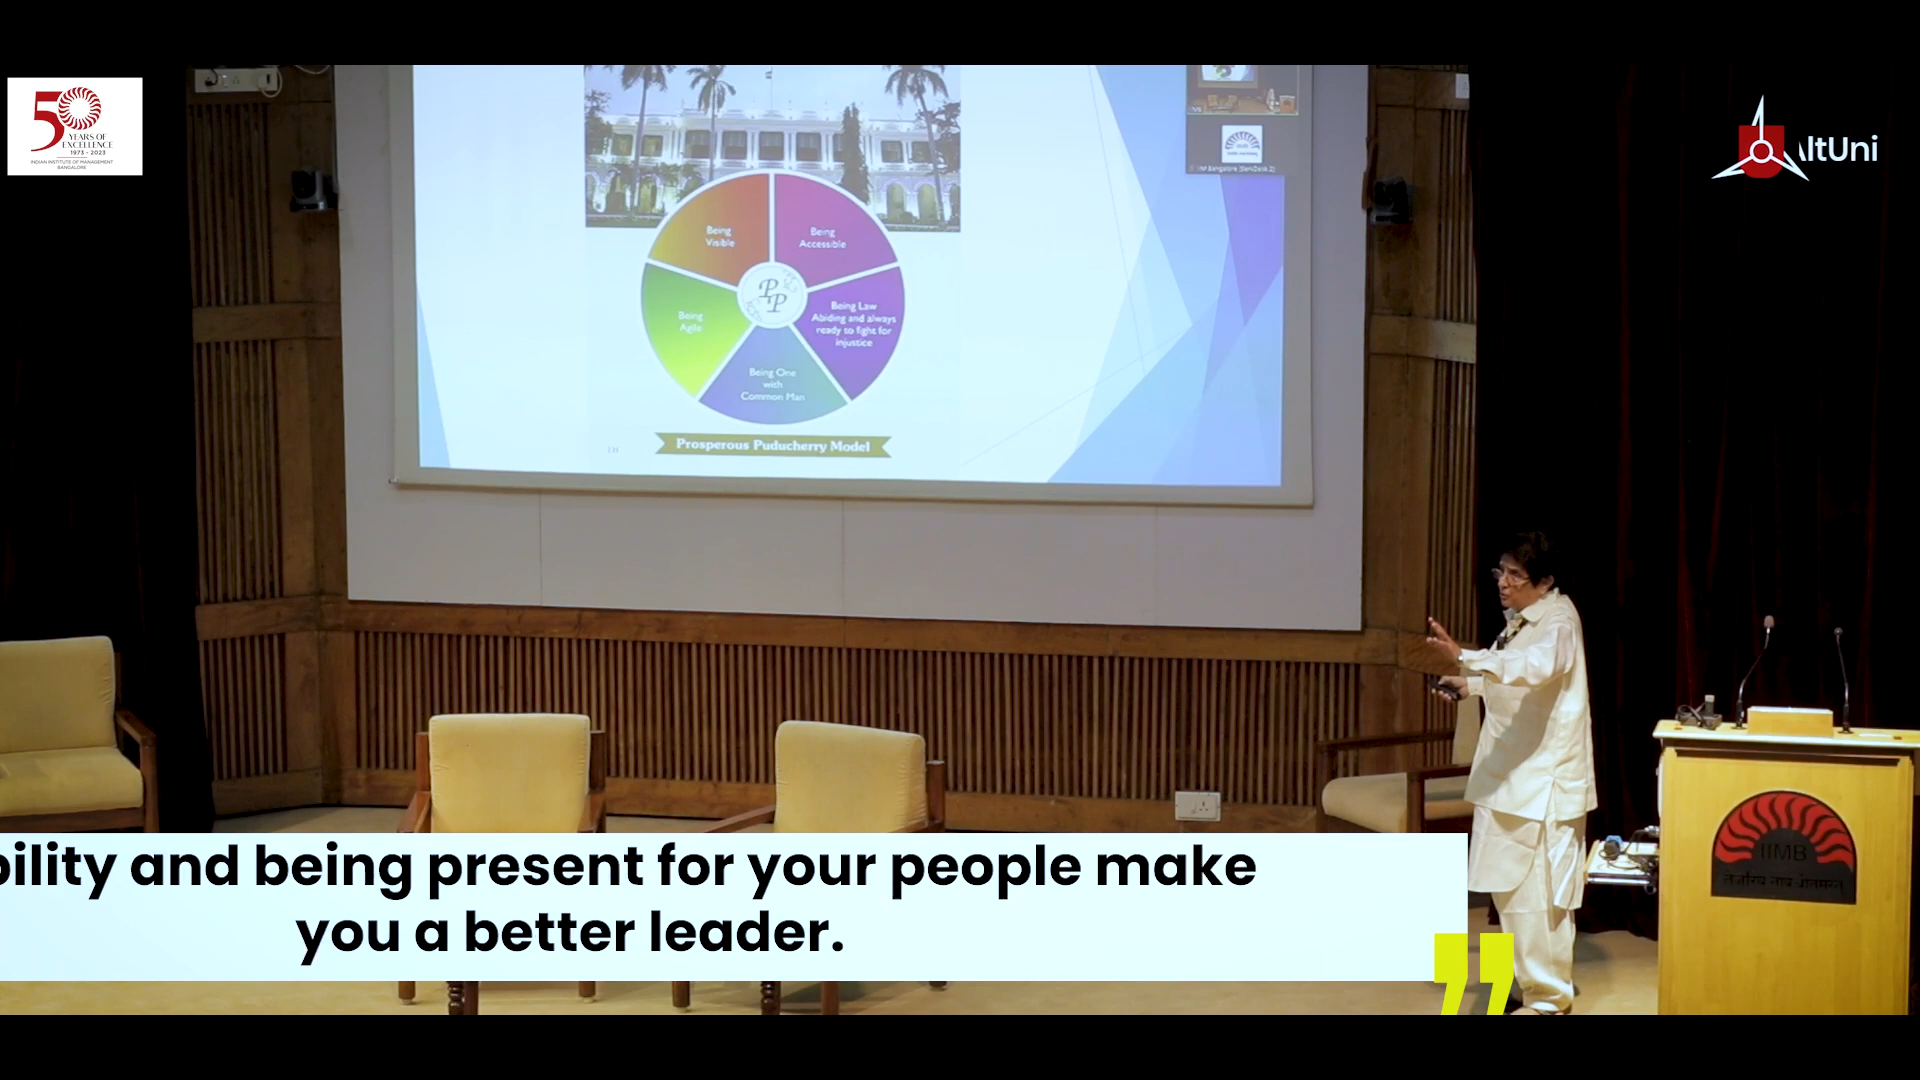 50
YEARS OF
EXCELLENCE
1973 - 2023
INDIAN INSTITUTE OF MANAGEMENT
BANGALORE
ltUni
Being
Visible
Being
Accessible
Being Law
Abiding and always
ready to fight for
injustice
Being One
with
Common Man
Being
Agile
PP
Prosperous Puducherry Model
bility and being present for your people make
you a better leader.
”
IIMB